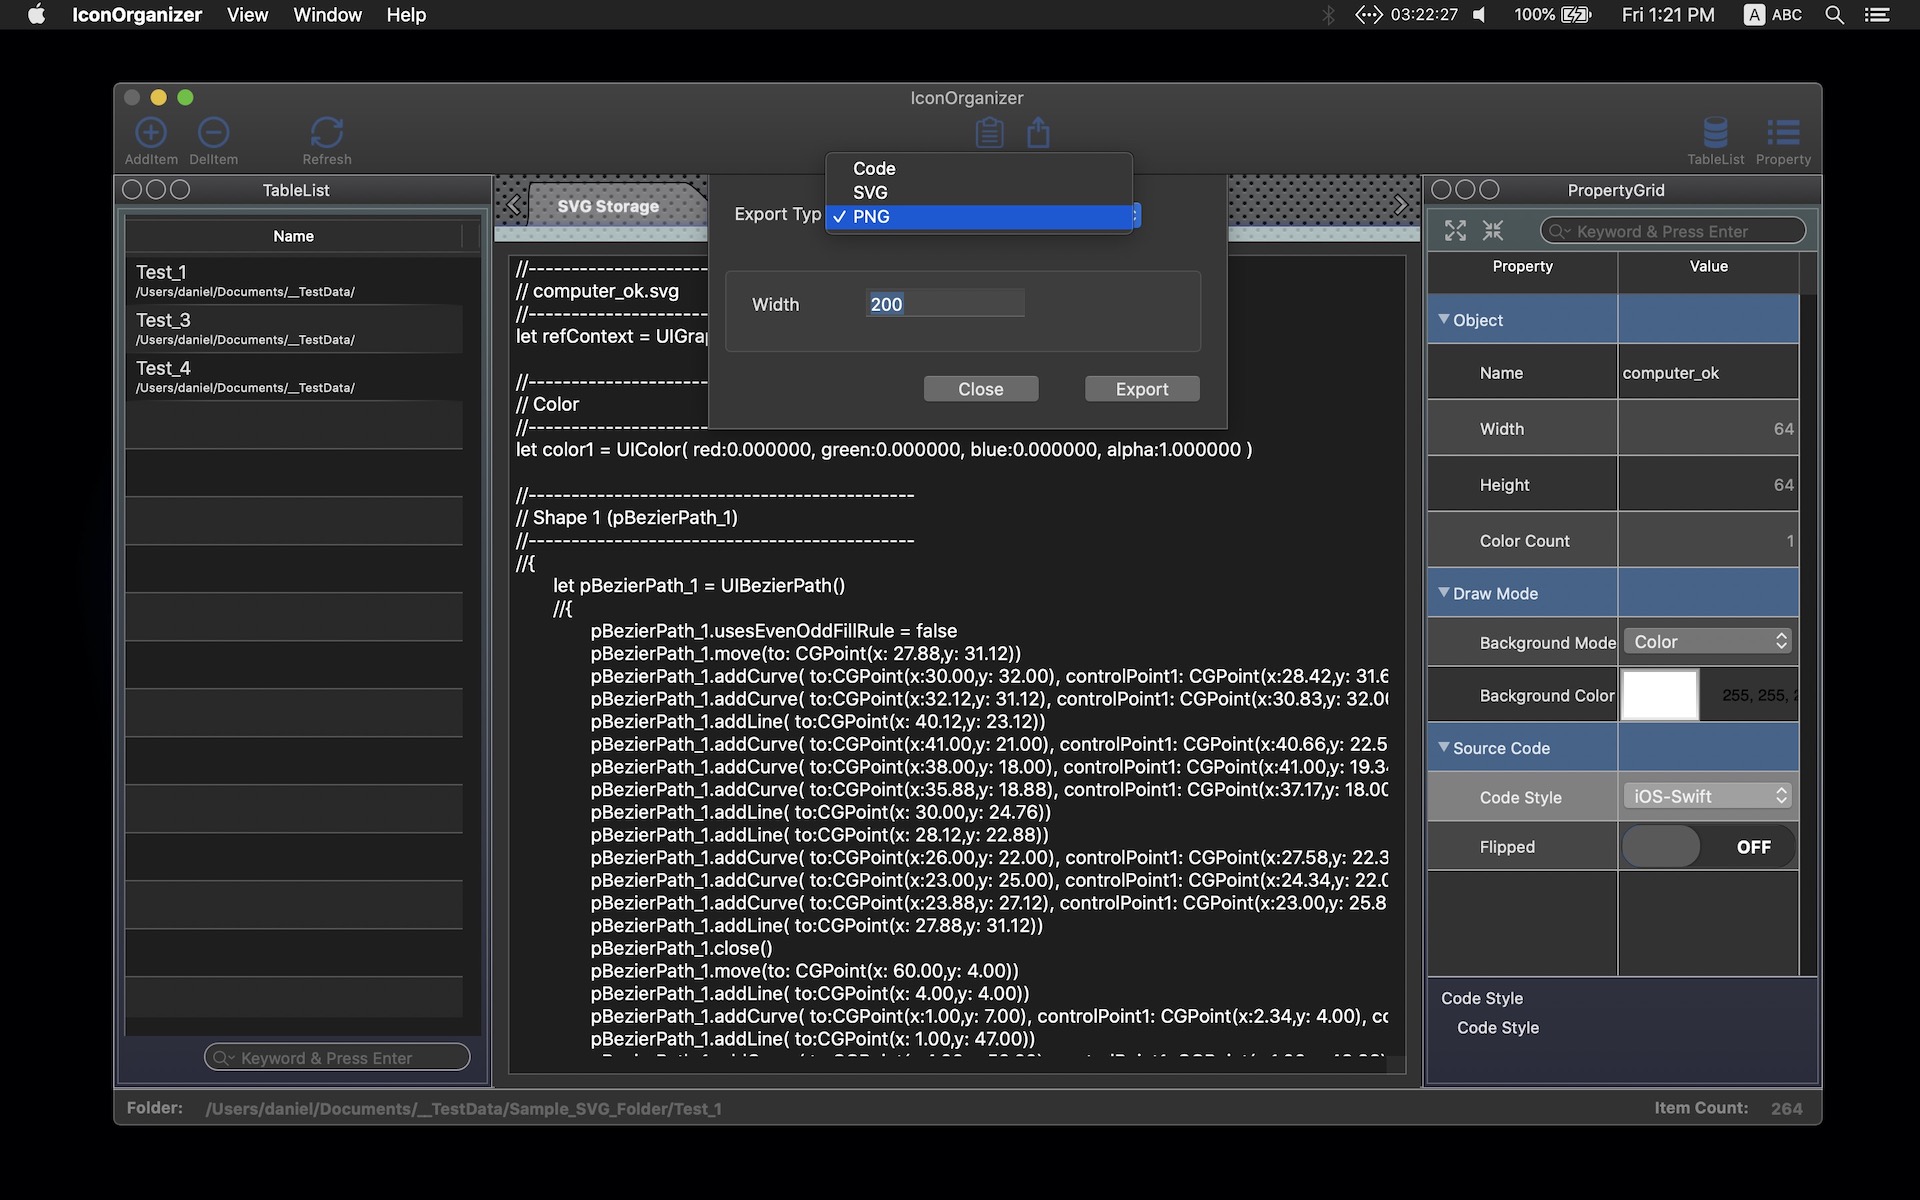 IconOrganizer View Window Help 03:22:27 100% Fri 1:21 PM A ABC
IconOrganizer
AddItem DelItem Refresh TableList Property
TableList
Name
Test_1
/Users/daniel/Documents/__TestData/
Test_3
/Users/daniel/Documents/__TestData/
Test_4
/Users/daniel/Documents/__TestData/
Keyword & Press Enter
SVG Storage
Export Typ
Code
SVG
✓ PNG
Width 200
Close Export
//---------------------
// computer_ok.svg
//---------------------
let refContext = UIGra
//---------------------
// Color
//---------------------
let color1 = UIColor( red:0.000000, green:0.000000, blue:0.000000, alpha:1.000000 )
//---------------------------------------------
// Shape 1 (pBezierPath_1)
//---------------------------------------------
//{
let pBezierPath_1 = UIBezierPath()
//{
pBezierPath_1.usesEvenOddFillRule = false
pBezierPath_1.move(to: CGPoint(x: 27.88,y: 31.12))
pBezierPath_1.addCurve( to:CGPoint(x:30.00,y: 32.00), controlPoint1: CGPoint(x:28.42,y: 31.6
pBezierPath_1.addCurve( to:CGPoint(x:32.12,y: 31.12), controlPoint1: CGPoint(x:30.83,y: 32.0
pBezierPath_1.addLine( to:CGPoint(x: 40.12,y: 23.12))
pBezierPath_1.addCurve( to:CGPoint(x:41.00,y: 21.00), controlPoint1: CGPoint(x:40.66,y: 22.5
pBezierPath_1.addCurve( to:CGPoint(x:38.00,y: 18.00), controlPoint1: CGPoint(x:41.00,y: 19.3
pBezierPath_1.addCurve( to:CGPoint(x:35.88,y: 18.88), controlPoint1: CGPoint(x:37.17,y: 18.00
pBezierPath_1.addLine( to:CGPoint(x: 30.00,y: 24.76))
pBezierPath_1.addLine( to:CGPoint(x: 28.12,y: 22.88))
pBezierPath_1.addCurve( to:CGPoint(x:26.00,y: 22.00), controlPoint1: CGPoint(x:27.58,y: 22.3
pBezierPath_1.addCurve( to:CGPoint(x:23.00,y: 25.00), controlPoint1: CGPoint(x:24.34,y: 22.0
pBezierPath_1.addCurve( to:CGPoint(x:23.88,y: 27.12), controlPoint1: CGPoint(x:23.00,y: 25.8
pBezierPath_1.addLine( to:CGPoint(x: 27.88,y: 31.12))
pBezierPath_1.close()
pBezierPath_1.move(to: CGPoint(x: 60.00,y: 4.00))
pBezierPath_1.addLine( to:CGPoint(x: 4.00,y: 4.00))
pBezierPath_1.addCurve( to:CGPoint(x:1.00,y: 7.00), controlPoint1: CGPoint(x:2.34,y: 4.00), c
pBezierPath_1.addLine( to:CGPoint(x: 1.00,y: 47.00))
PropertyGrid
Keyword & Press Enter
Property Value
Object
Name computer_ok
Width 64
Height 64
Color Count 1
Draw Mode
Background Mode Color
Background Color 255, 255, 2
Source Code
Code Style iOS-Swift
Flipped OFF
Code Style
Code Style
Folder: /Users/daniel/Documents/__TestData/Sample_SVG_Folder/Test_1 Item Count: 264